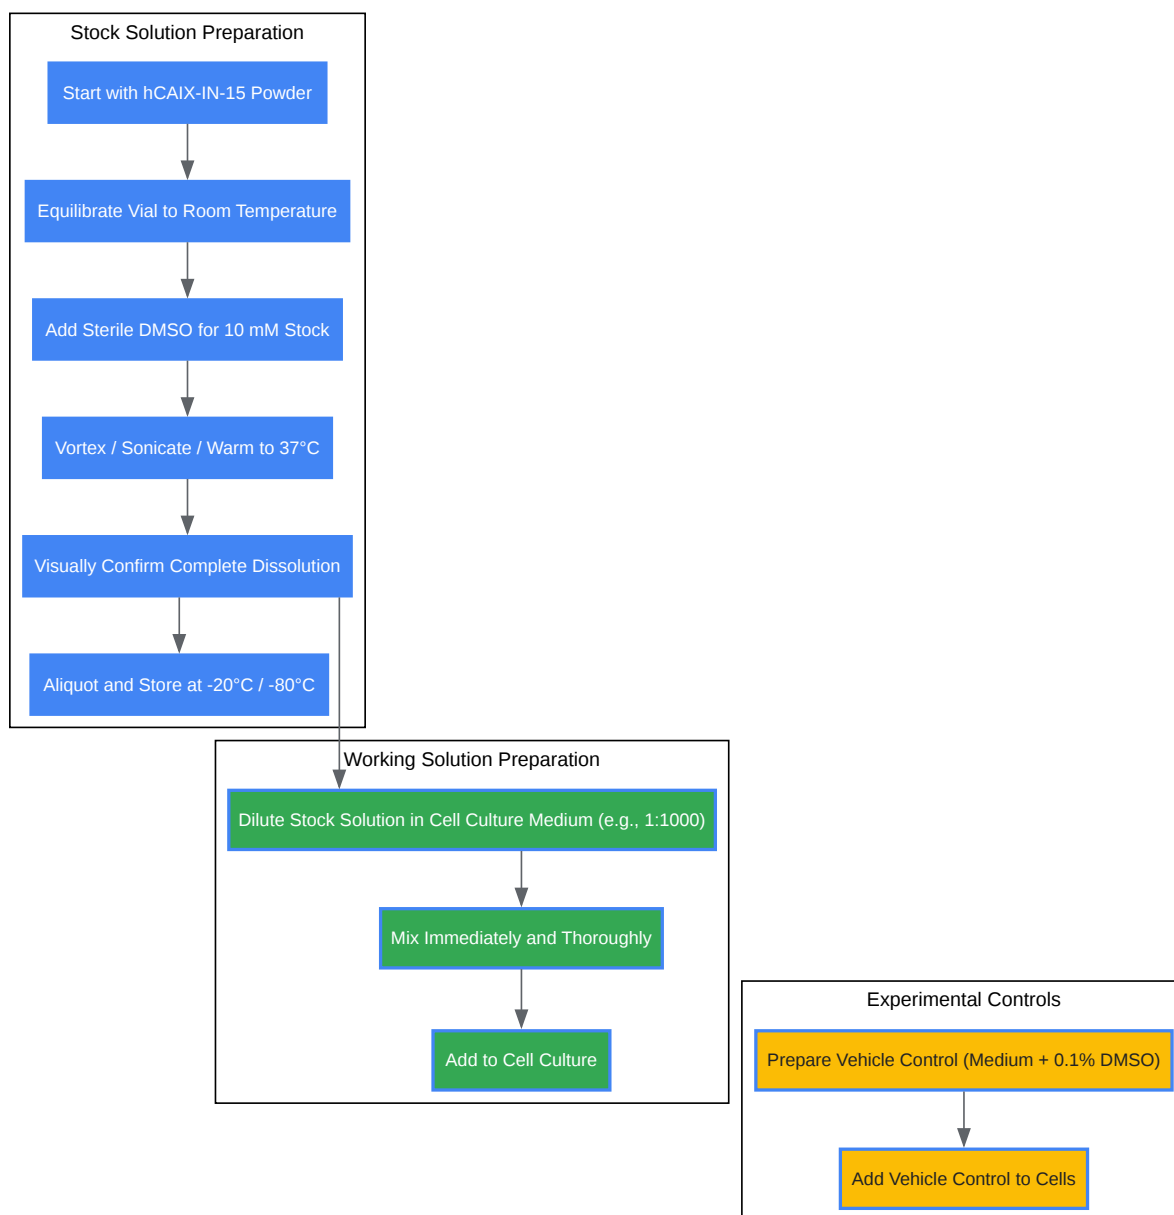 Stock Solution Preparation
Start with hCAIX-IN-15 Powder
Equilibrate Vial to Room Temperature
Add Sterile DMSO for 10 mM Stock
Vortex / Sonicate / Warm to 37°C
Visually Confirm Complete Dissolution
Aliquot and Store at -20°C / -80°C
Working Solution Preparation
Dilute Stock Solution in Cell Culture Medium (e.g., 1:1000)
Mix Immediately and Thoroughly
Add to Cell Culture
Experimental Controls
Prepare Vehicle Control (Medium + 0.1% DMSO)
Add Vehicle Control to Cells